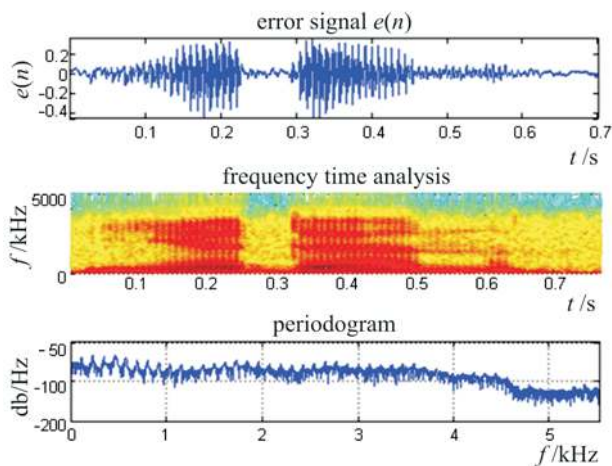 error signal e(n)
e(n)
0.2
0
-0.2
-0.4
0.1 0.2 0.3 0.4 0.5 0.6 0.7
t /s
frequency time analysis
f /kHz
5000
0
0.1 0.2 0.3 0.4 0.5 0.6 0.7
t /s
periodogram
db/Hz
-50
-100
-200
0 1 2 3 4 5
f /kHz